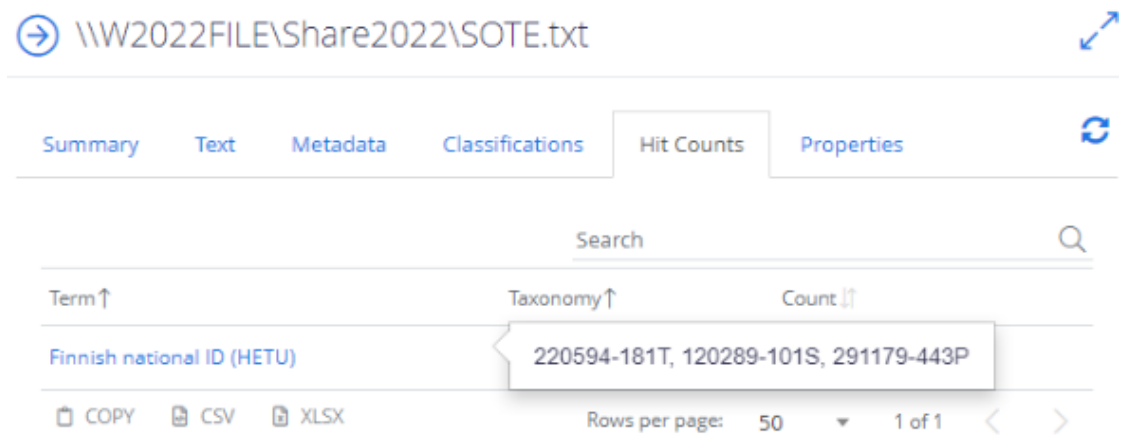 \\W2022FILE\Share2022\SOTE.txt
Summary Text Metadata Classifications Hit Counts Properties
Search
Term↑ Taxonomy↑ Count
Finnish national ID (HETU) 220594-181T, 120289-101S, 291179-443P
COPY CSV XLSX Rows per page: 50 1 of 1